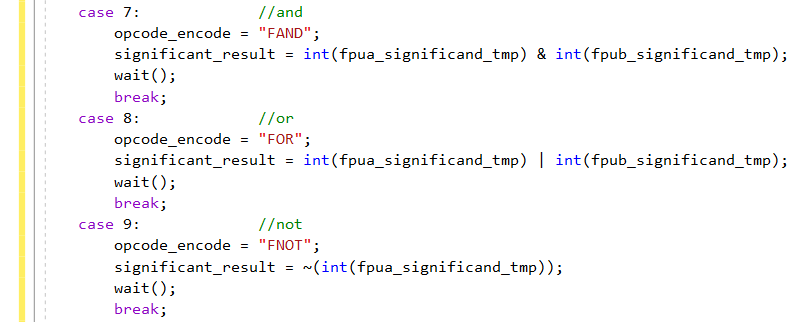 case 7:             //and
    opcode_encode = "FAND";
    significant_result = int(fpua_significand_tmp) & int(fpub_significand_tmp);
    wait();
    break;
case 8:             //or
    opcode_encode = "FOR";
    significant_result = int(fpua_significand_tmp) | int(fpub_significand_tmp);
    wait();
    break;
case 9:             //not
    opcode_encode = "FNOT";
    significant_result = ~(int(fpua_significand_tmp));
    wait();
    break;